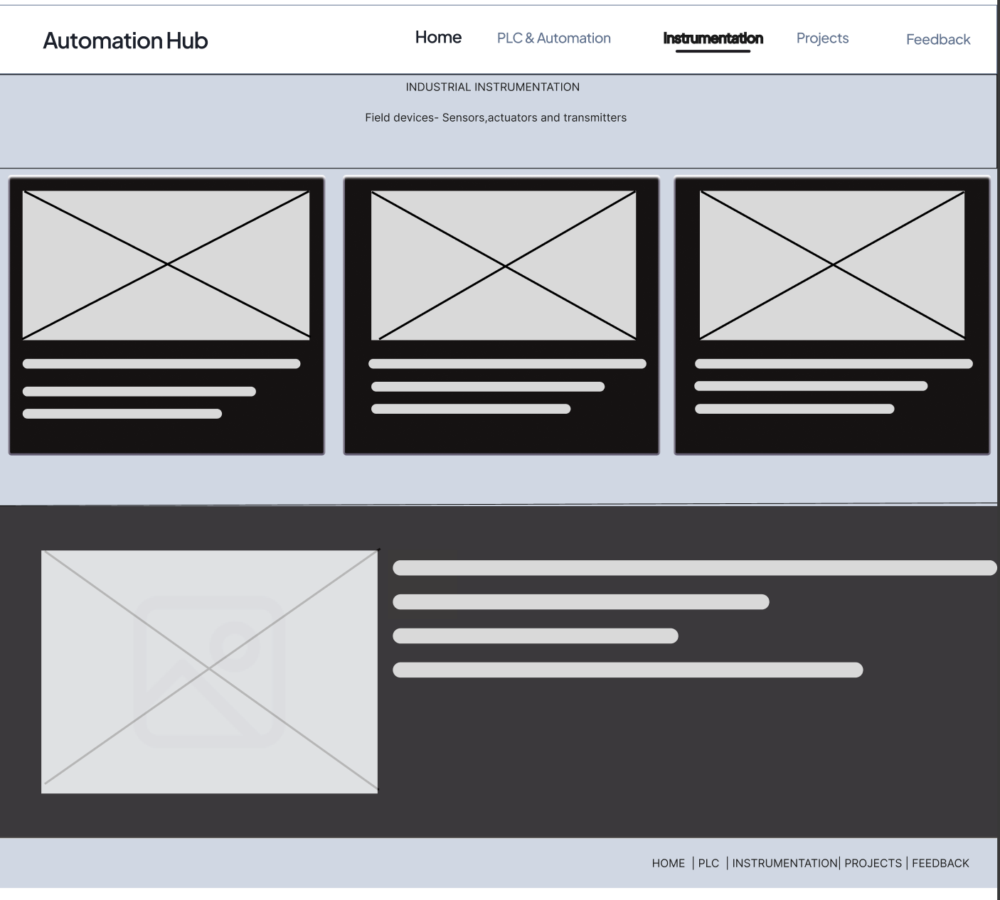 Automation Hub Home PLC & Automation Instrumentation Projects Feedback
INDUSTRIAL INSTRUMENTATION
Field devices- Sensors,actuators and transmitters
HOME | PLC | INSTRUMENTATION| PROJECTS | FEEDBACK